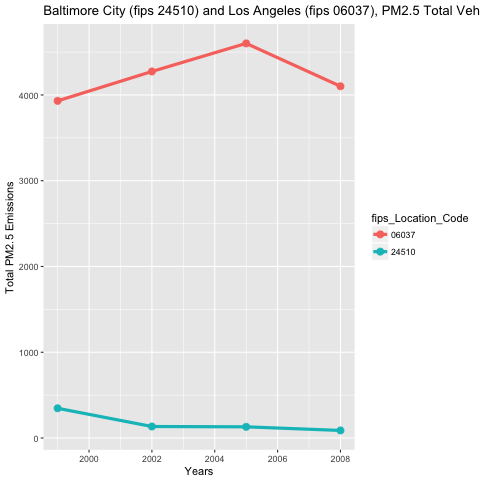 Baltimore City (fips 24510) and Los Angeles (fips 06037), PM2.5 Total Veh
Total PM2.5 Emissions
4000
3000
2000
1000
0
2000 2002 2004 2006 2008
Years
fips_Location_Code
06037
24510